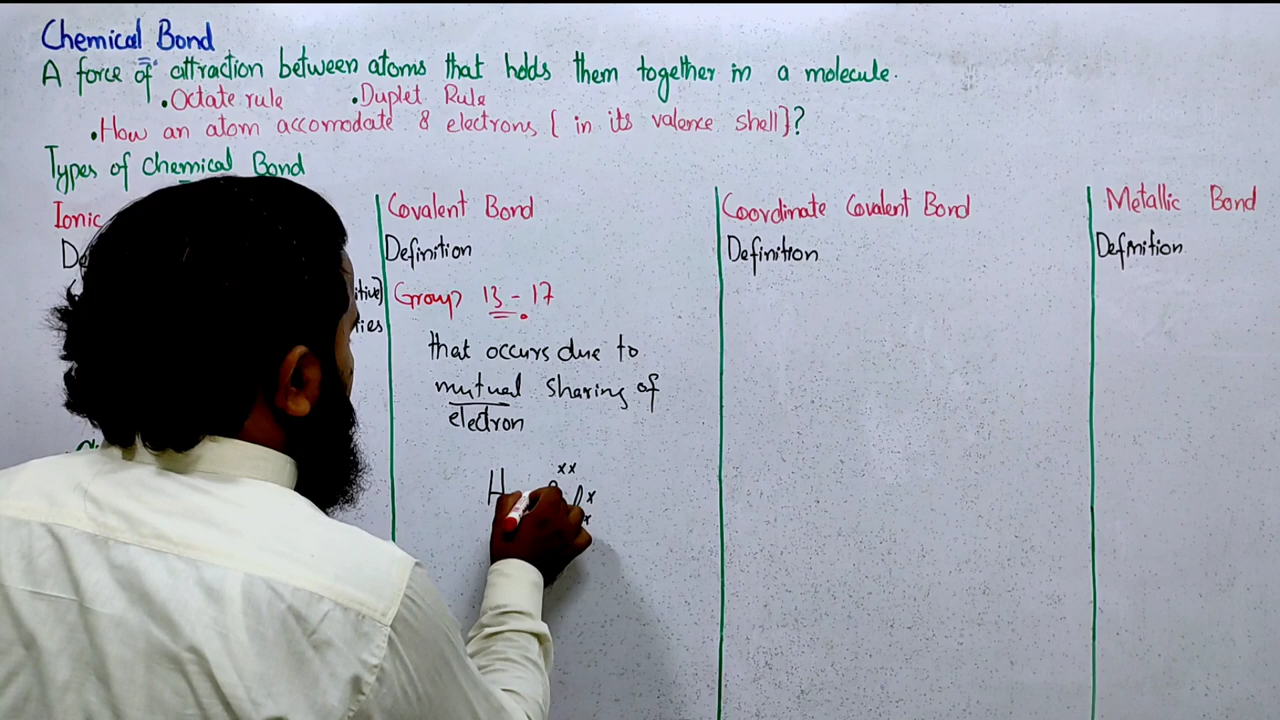 Chemical Bond
A force of attraction between atoms that holds them together in a molecule.
•Octate rule •Duplet Rule
•How an atom accomodate 8 electrons { in its valence shell}?
Types of Chemical Bond
Ionic
Covalent Bond
Definition
Group 13 - 17
that occurs due to
mutual sharing of
electron
H
xx
x
x
Coordinate Covalent Bond
Definition
Metallic Bond
Definition